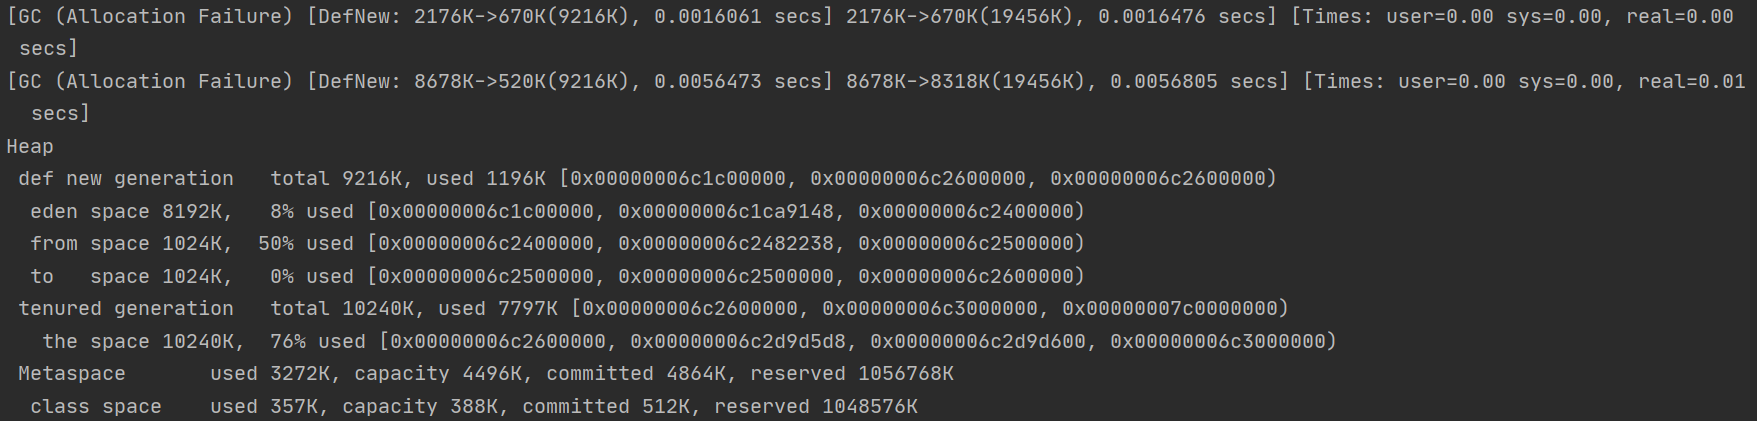 [GC (Allocation Failure) [DefNew: 2176K->670K(9216K), 0.0016061 secs] 2176K->670K(19456K), 0.0016476 secs] [Times: user=0.00 sys=0.00, real=0.00
 secs]
[GC (Allocation Failure) [DefNew: 8678K->520K(9216K), 0.0056473 secs] 8678K->8318K(19456K), 0.0056805 secs] [Times: user=0.00 sys=0.00, real=0.01
  secs]
Heap
 def new generation   total 9216K, used 1196K [0x00000006c1c00000, 0x00000006c2600000, 0x00000006c2600000)
  eden space 8192K,   8% used [0x00000006c1c00000, 0x00000006c1ca9148, 0x00000006c2400000)
  from space 1024K,  50% used [0x00000006c2400000, 0x00000006c2482238, 0x00000006c2500000)
  to   space 1024K,   0% used [0x00000006c2500000, 0x00000006c2500000, 0x00000006c2600000)
 tenured generation   total 10240K, used 7797K [0x00000006c2600000, 0x00000006c3000000, 0x00000007c0000000)
   the space 10240K,  76% used [0x00000006c2600000, 0x00000006c2d9d5d8, 0x00000006c2d9d600, 0x00000006c3000000)
 Metaspace       used 3272K, capacity 4496K, committed 4864K, reserved 1056768K
  class space    used 357K, capacity 388K, committed 512K, reserved 1048576K